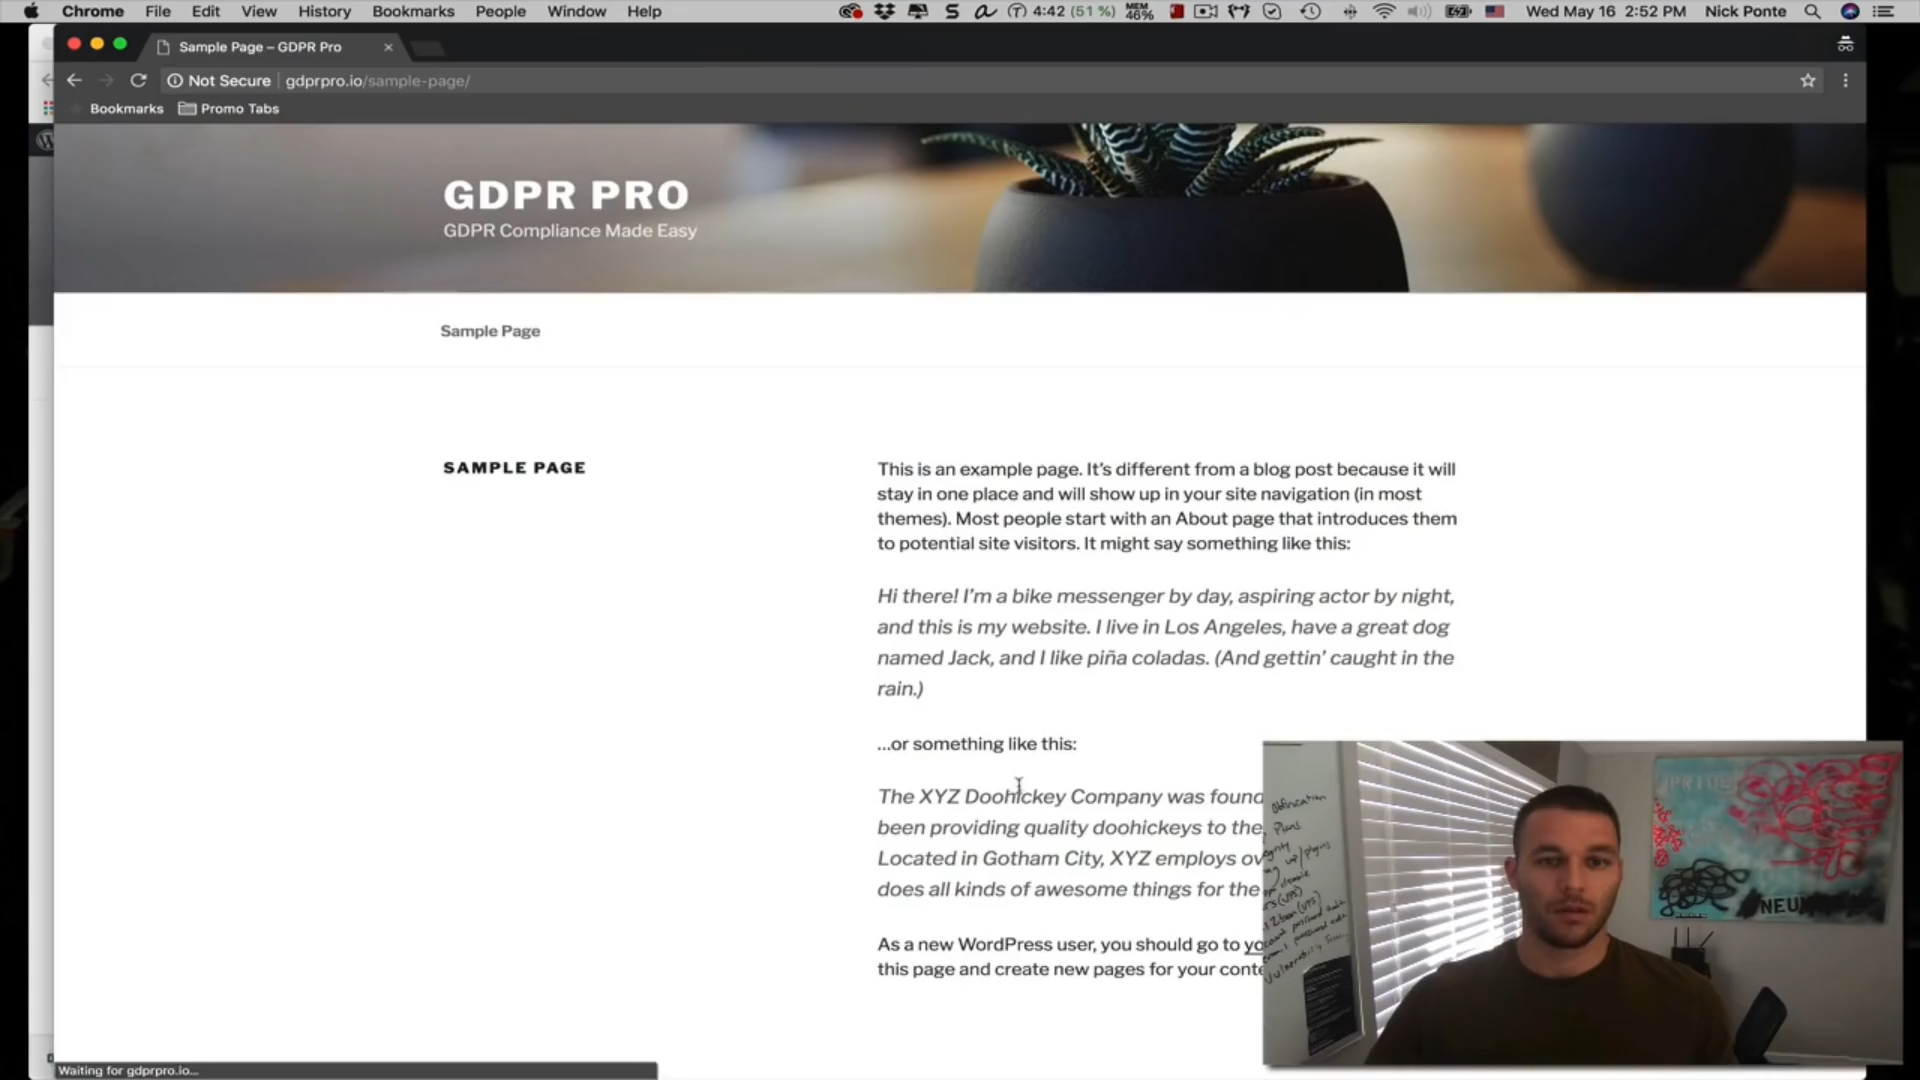 Chrome File Edit View History Bookmarks People Window Help 4:42 (51 %) MEM 46% Wed May 16 2:52 PM Nick Ponte
Sample Page – GDPR Pro
Not Secure gdprpro.io/sample-page/
Bookmarks Promo Tabs
GDPR PRO
GDPR Compliance Made Easy
Sample Page
SAMPLE PAGE
This is an example page. It's different from a blog post because it will
stay in one place and will show up in your site navigation (in most
themes). Most people start with an About page that introduces them
to potential site visitors. It might say something like this:
Hi there! I'm a bike messenger by day, aspiring actor by night,
and this is my website. I live in Los Angeles, have a great dog
named Jack, and I like piña coladas. (And gettin' caught in the
rain.)
...or something like this:
The XYZ Doohickey Company was found
been providing quality doohickeys to the
Located in Gotham City, XYZ employs ov
does all kinds of awesome things for the
As a new WordPress user, you should go to yo
this page and create new pages for your conte
Plans
PRIDE
NEU
Waiting for gdprpro.io...